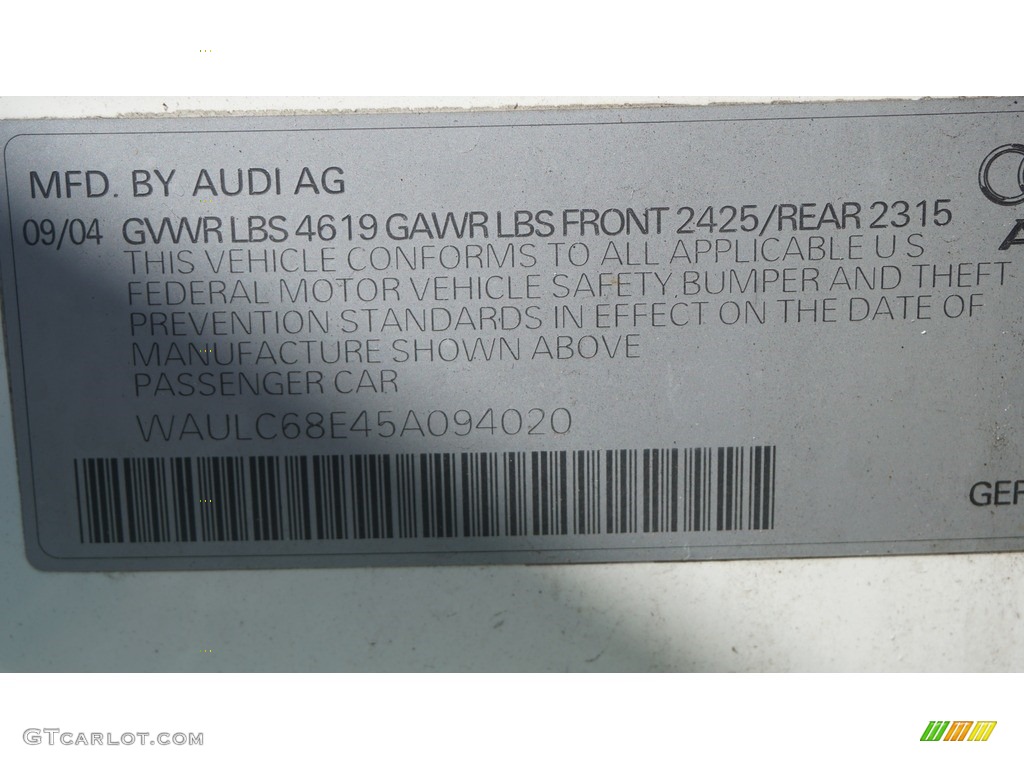 MFD. BY AUDI AG
09/04 GVWR LBS 4619 GAWR LBS FRONT 2425/REAR 2315
THIS VEHICLE CONFORMS TO ALL APPLICABLE U S
FEDERAL MOTOR VEHICLE SAFETY BUMPER AND THEFT
PREVENTION STANDARDS IN EFFECT ON THE DATE OF
MANUFACTURE SHOWN ABOVE
PASSENGER CAR
WAULC68E45A094020
GTCARLOT.COM